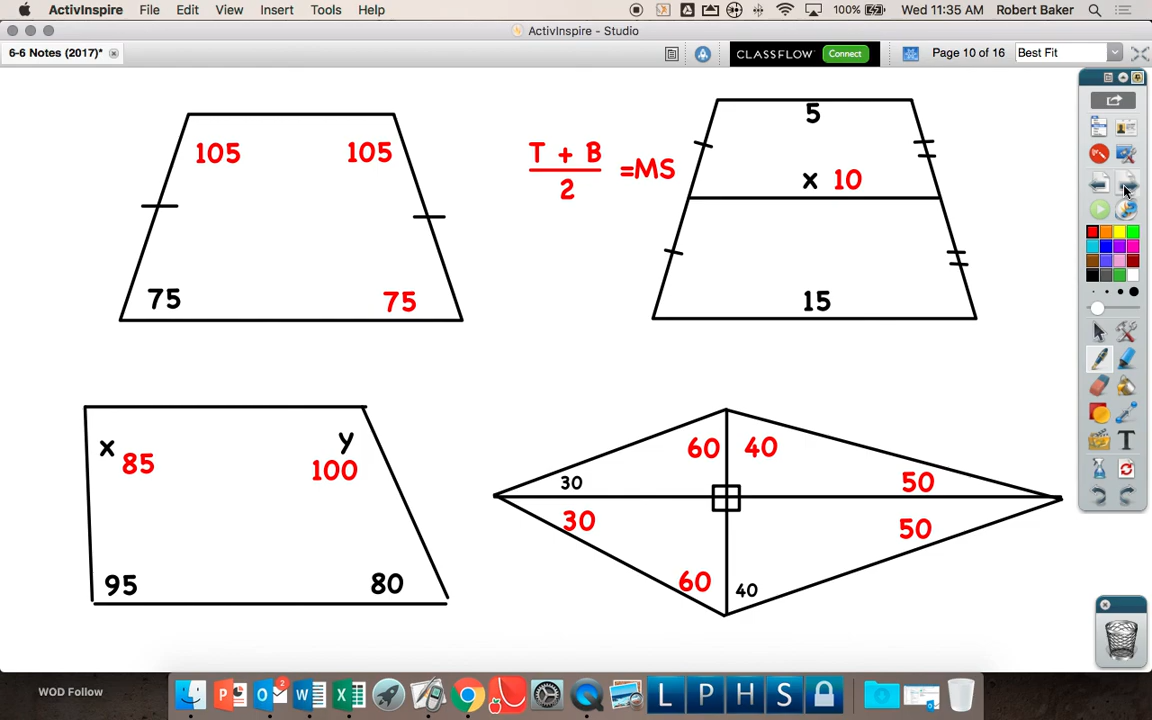 ActivInspire File Edit View Insert Tools Help 100% Wed 11:35 AM Robert Baker
ActivInspire - Studio
6-6 Notes (2017)* CLASSFLOW Connect Page 10 of 16 Best Fit
105 105
75 75
T + B
2
=MS
5
x 10
15
x 85
y
100
95 80
60 40
30 50
30 50
60 40
WOD Follow
2
P W X L P H S
T